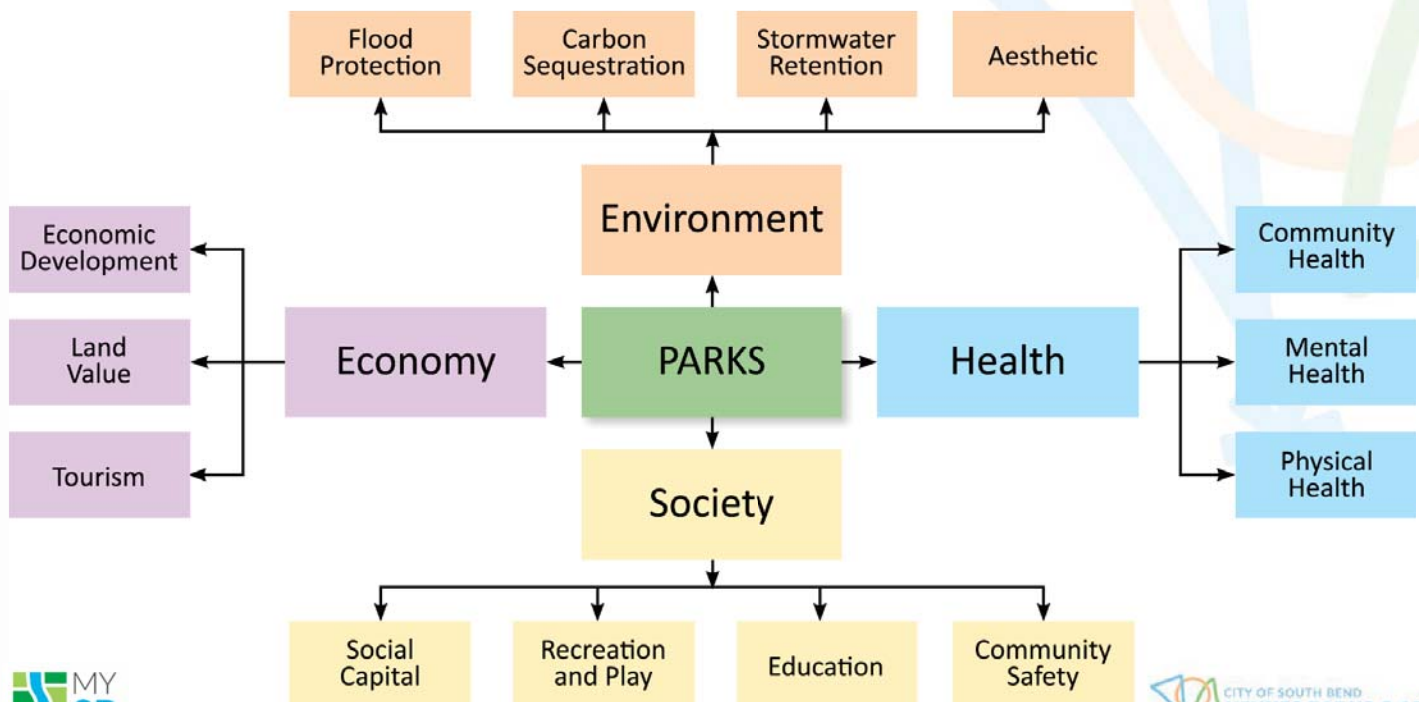 Flood
Protection
Carbon
Sequestration
Stormwater
Retention
Aesthetic
Environment
Economic
Development
Land
Value
Tourism
Economy
PARKS
Health
Community
Health
Mental
Health
Physical
Health
Society
Social
Capital
Recreation
and Play
Education
Community
Safety
MY
CITY OF SOUTH BEND